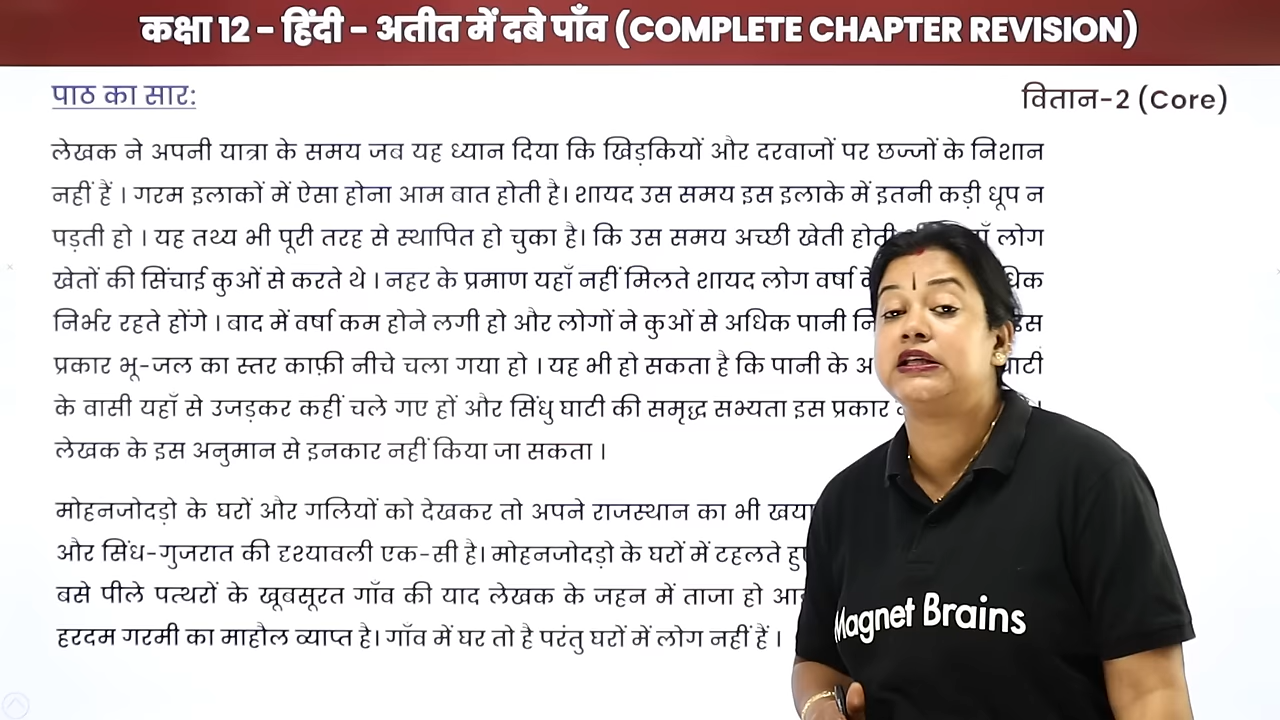 कक्षा 12 - हिंदी - अतीत में दबे पाँव (COMPLETE CHAPTER REVISION)
पाठ का सार:
वितान-2 (Core)
लेखक ने अपनी यात्रा के समय जब यह ध्यान दिया कि खिड़कियों और दरवाजों पर छज्जों के निशान
नहीं हैं । गरम इलाकों में ऐसा होना आम बात होती है। शायद उस समय इस इलाके में इतनी कड़ी धूप न
पड़ती हो । यह तथ्य भी पूरी तरह से स्थापित हो चुका है। कि उस समय अच्छी खेती लोग
खेतों की सिंचाई कुओं से करते थे । नहर के प्रमाण यहाँ नहीं मिलते शायद लोग वर्षा
निर्भर रहते होंगे । बाद में वर्षा कम होने लगी हो और लोगों ने कुओं से अधिक पानी
प्रकार भू-जल का स्तर काफ़ी नीचे चला गया हो । यह भी हो सकता है कि पानी के
के वासी यहाँ से उजड़कर कहीं चले गए हों और सिंधु घाटी की समृद्ध सभ्यता इस प्रकार ।
लेखक के इस अनुमान से इनकार नहीं किया जा सकता ।
मोहनजोदड़ो के घरों और गलियों को देखकर तो अपने राजस्थान का भी
और सिंध-गुजरात की दृश्यावली एक-सी है। मोहनजोदड़ो के घरों में टहलते
बसे पीले पत्थरों के खूबसूरत गाँव की याद लेखक के जहन में ताजा हो
हरदम गरमी का माहौल व्याप्त है। गाँव में घर तो है परंतु घरों में लोग नहीं हैं ।
Magnet Brains